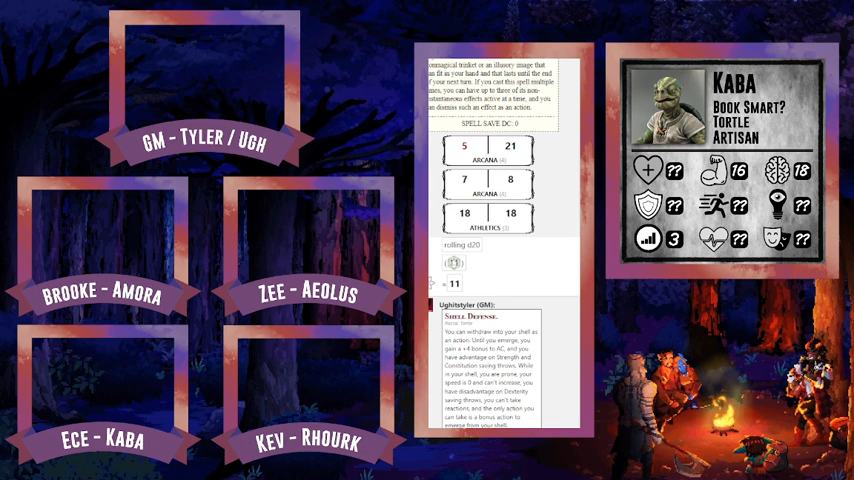 GM - Tyler / Ugh
Brooke - Amora
Zee - Aeolus
Ece - Kaba
Kev - Rhourk
onmagical trinket or an illusory image that
an fit in your hand and that lasts until the end
of your next turn. If you cast this spell multiple
imes, you can have up to three of its non-
nstantaneous effects active at a time, and you
an dismiss such an effect as an action.
SPELL SAVE DC: 0
5 21
ARCANA (4)
7 8
ARCANA (4)
18 18
ATHLETICS (3)
rolling d20
(11)
= 11
Ughitstyler (GM):
SHELL DEFENSE.
Racial: Tortle
You can withdraw into your shell as
an action. Until you emerge, you
gain a +4 bonus to AC, and you
have advantage on Strength and
Constitution saving throws. While
in your shell, you are prone, your
speed is 0 and can't increase, you
have disadvantage on Dexterity
saving throws, you can't take
reactions, and the only action you
can take is a bonus action to
emerge from your shell.
KABA
BOOK SMART?
TORTLE
ARTISAN
?? 16 18
?? ?? ??
3 ?? ??